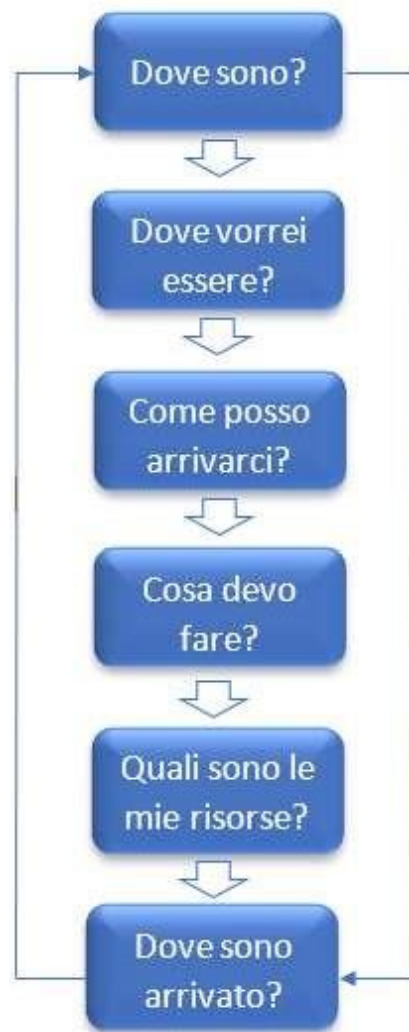 Dove sono?
Dove vorrei
essere?
Come posso
arrivarci?
Cosa devo
fare?
Quali sono le
mie risorse?
Dove sono
arrivato?